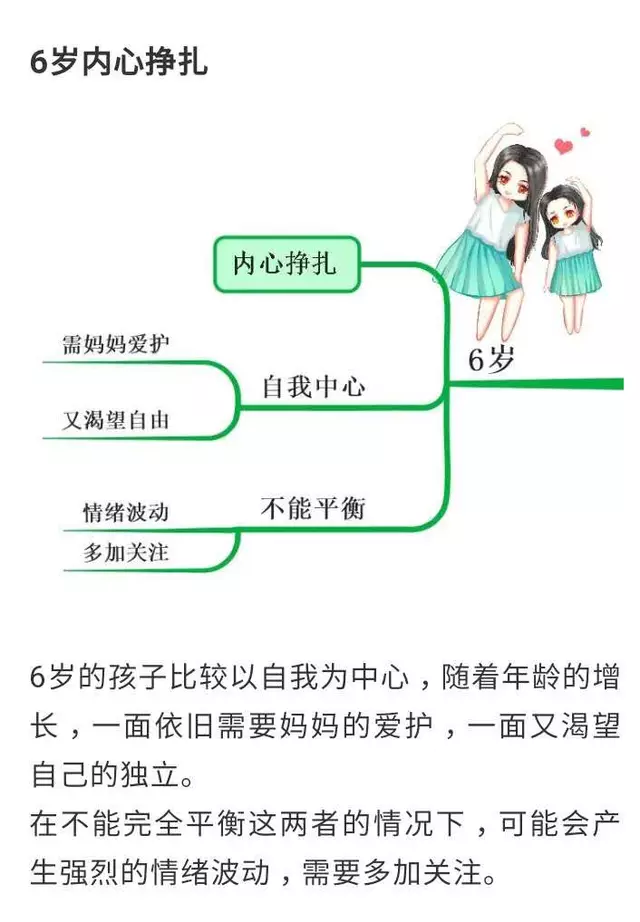 6岁内心挣扎
内心挣扎
6岁
需妈妈爱护
自我中心
又渴望自由
不能平衡
情绪波动
多加关注
6岁的孩子比较以自我为中心，随着年龄的增
长，一面依旧需要妈妈的爱护，一面又渴望
自己的独立。
在不能完全平衡这两者的情况下，可能会产
生强烈的情绪波动，需要多加关注。